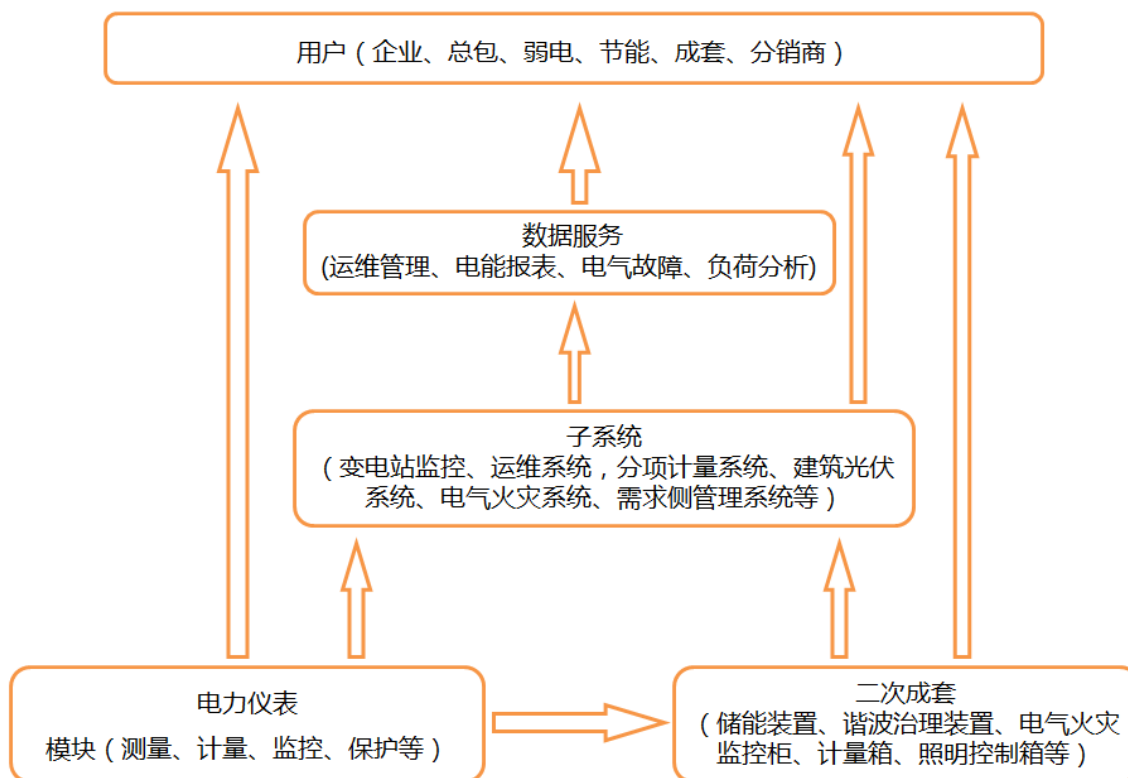 用户（企业、总包、弱电、节能、成套、分销商）
数据服务
(运维管理、电能报表、电气故障、负荷分析)
子系统
（变电站监控、运维系统，分项计量系统、建筑光伏
系统、电气火灾系统、需求侧管理系统等）
电力仪表
模块（测量、计量、监控、保护等）
二次成套
（储能装置、谐波治理装置、电气火灾
监控柜、计量箱、照明控制箱等）